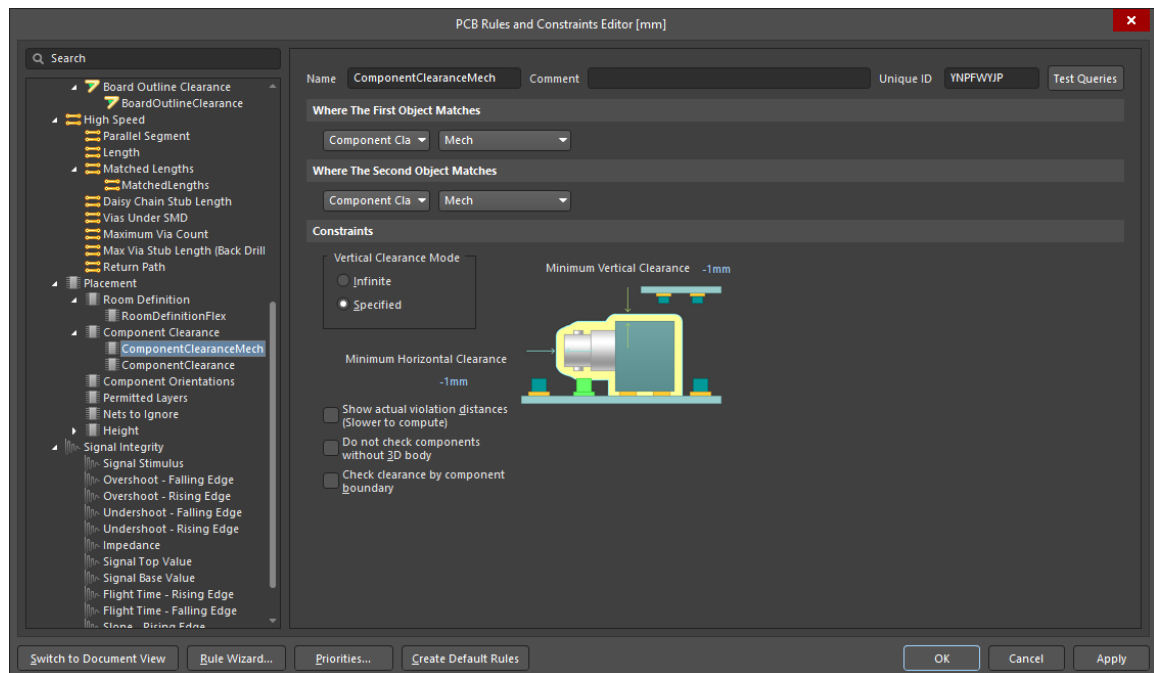 PCB Rules and Constraints Editor [mm]
Search
Board Outline Clearance
BoardOutlineClearance
High Speed
Parallel Segment
Length
Matched Lengths
MatchedLengths
Daisy Chain Stub Length
Vias Under SMD
Maximum Via Count
Max Via Stub Length (Back Drill
Return Path
Placement
Room Definition
RoomDefinitionFlex
Component Clearance
ComponentClearanceMech
ComponentClearance
Component Orientations
Permitted Layers
Nets to Ignore
Height
Signal Integrity
Signal Stimulus
Overshoot - Falling Edge
Overshoot - Rising Edge
Undershoot - Falling Edge
Undershoot - Rising Edge
Impedance
Signal Top Value
Signal Base Value
Flight Time - Rising Edge
Flight Time - Falling Edge
Slope - Rising Edge
Name ComponentClearanceMech Comment Unique ID YNPFWYJP Test Queries
Where The First Object Matches
Component Cla Mech
Where The Second Object Matches
Component Cla Mech
Constraints
Vertical Clearance Mode
Infinite
Specified
Minimum Vertical Clearance -1mm
Minimum Horizontal Clearance
-1mm
Show actual violation distances
(Slower to compute)
Do not check components
without 3D body
Check clearance by component
boundary
Switch to Document View Rule Wizard... Priorities... Create Default Rules OK Cancel Apply